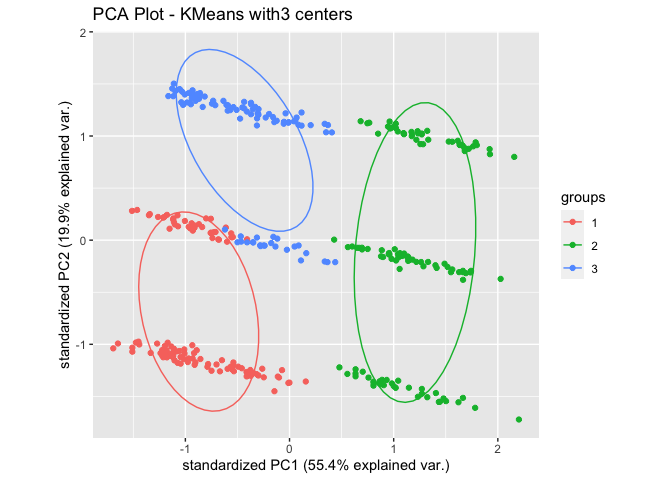 PCA Plot - KMeans with3 centers
standardized PC2 (19.9% explained var.)
2
1
0
-1
-1
0
1
2
standardized PC1 (55.4% explained var.)
groups
1
2
3